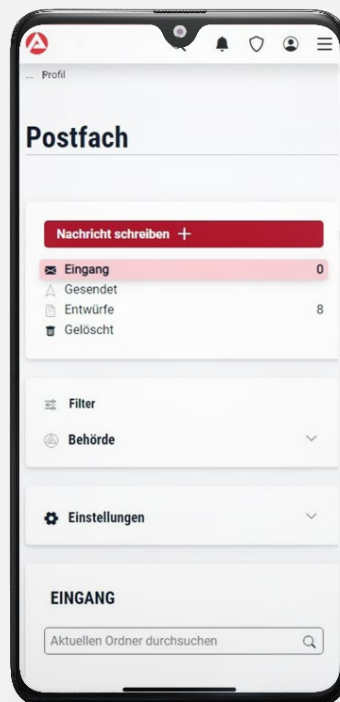 ... Profil
Postfach
Nachricht schreiben +
Eingang 0
Gesendet
Entwürfe 8
Gelöscht
Filter
Behörde
Einstellungen
EINGANG
Aktuellen Ordner durchsuchen